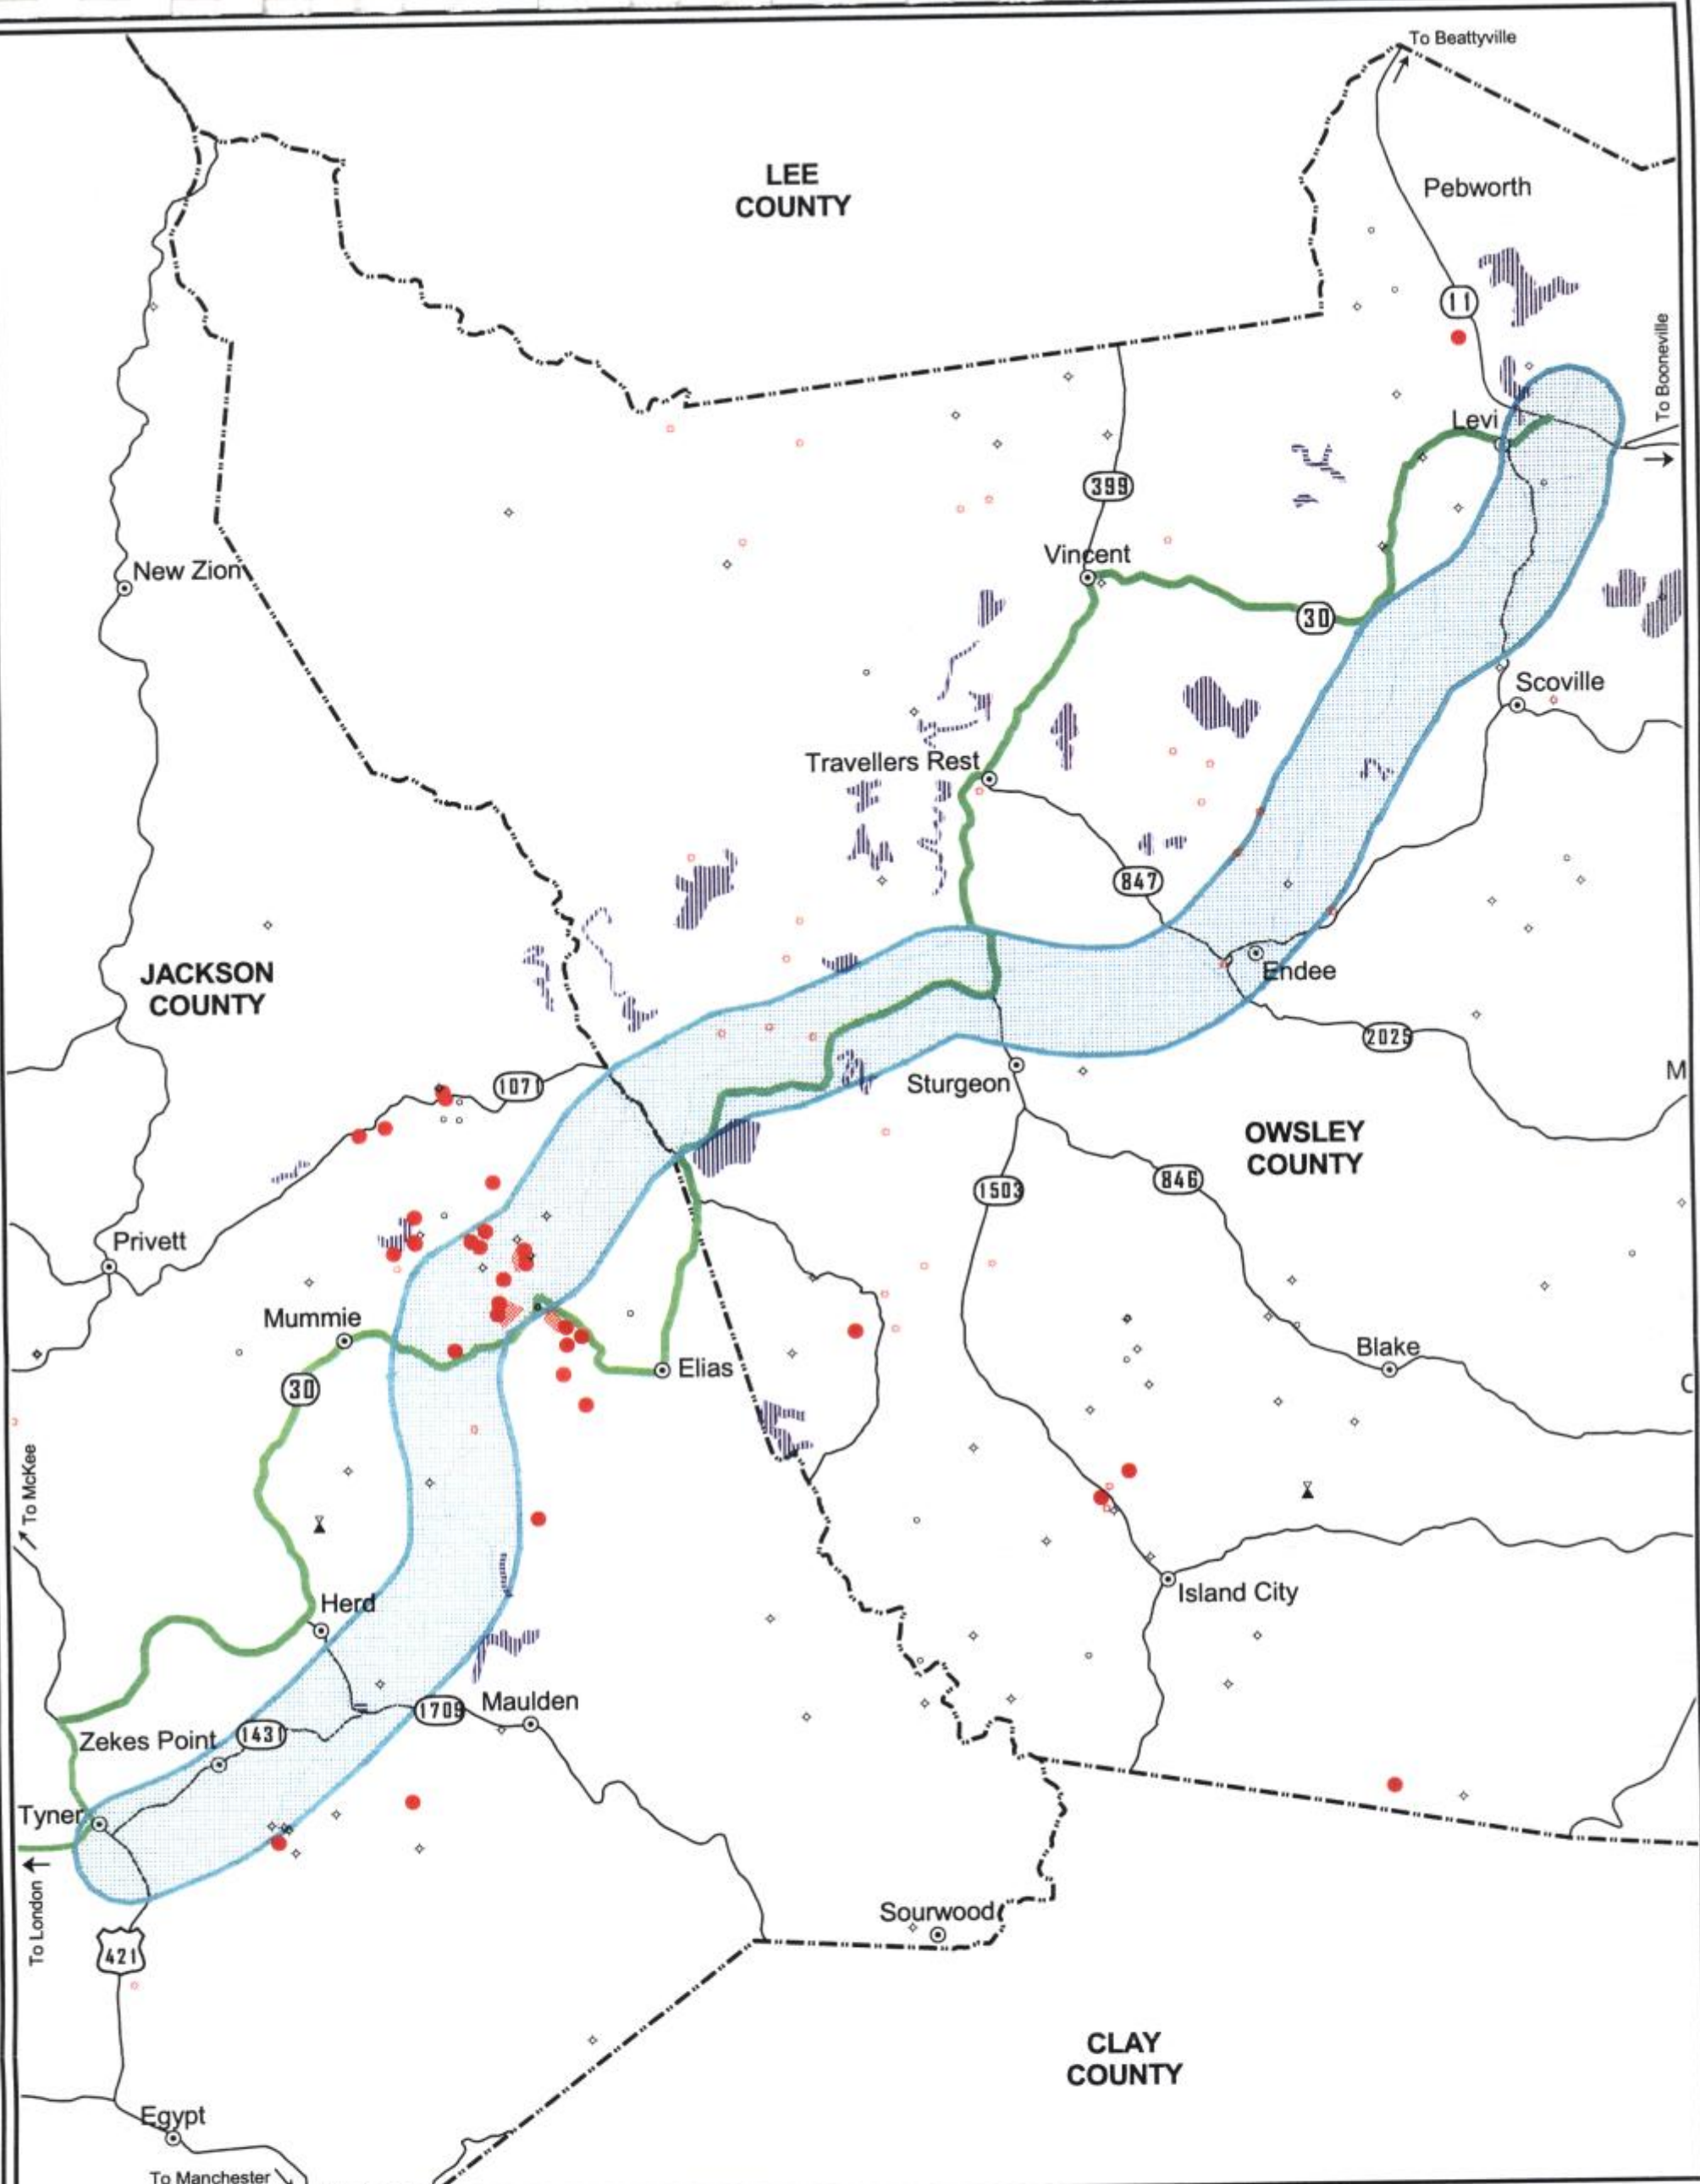 To Beattyville
LEE
COUNTY
Pebworth
11
To Booneville
Levi
399
Vincent
New Zion
30
Scoville
Travellers Rest
847
JACKSON
COUNTY
Endee
2025
1071
Sturgeon
M
OWSLEY
COUNTY
846
1503
Privett
Mummie
Blake
Elias
30
C
To McKee
Island City
Herd
1709
Maulden
Zekes Point
1431
Tyner
To London
Sourwood
421
CLAY
COUNTY
Egypt
To Manchester